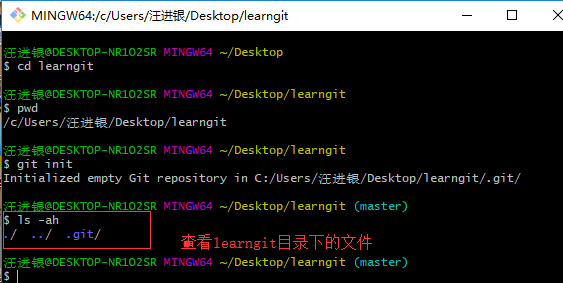 MINGW64:/c/Users/汪进银/Desktop/learngit
汪进银@DESKTOP-NR1O2SR MINGW64 ~/Desktop
$ cd learngit
汪进银@DESKTOP-NR1O2SR MINGW64 ~/Desktop/learngit
$ pwd
/c/Users/汪进银/Desktop/learngit
汪进银@DESKTOP-NR1O2SR MINGW64 ~/Desktop/learngit
$ git init
Initialized empty Git repository in C:/Users/汪进银/Desktop/learngit/.git/
汪进银@DESKTOP-NR1O2SR MINGW64 ~/Desktop/learngit (master)
$ ls -ah
./ ../ .git/
查看learngit目录下的文件
汪进银@DESKTOP-NR1O2SR MINGW64 ~/Desktop/learngit (master)
$